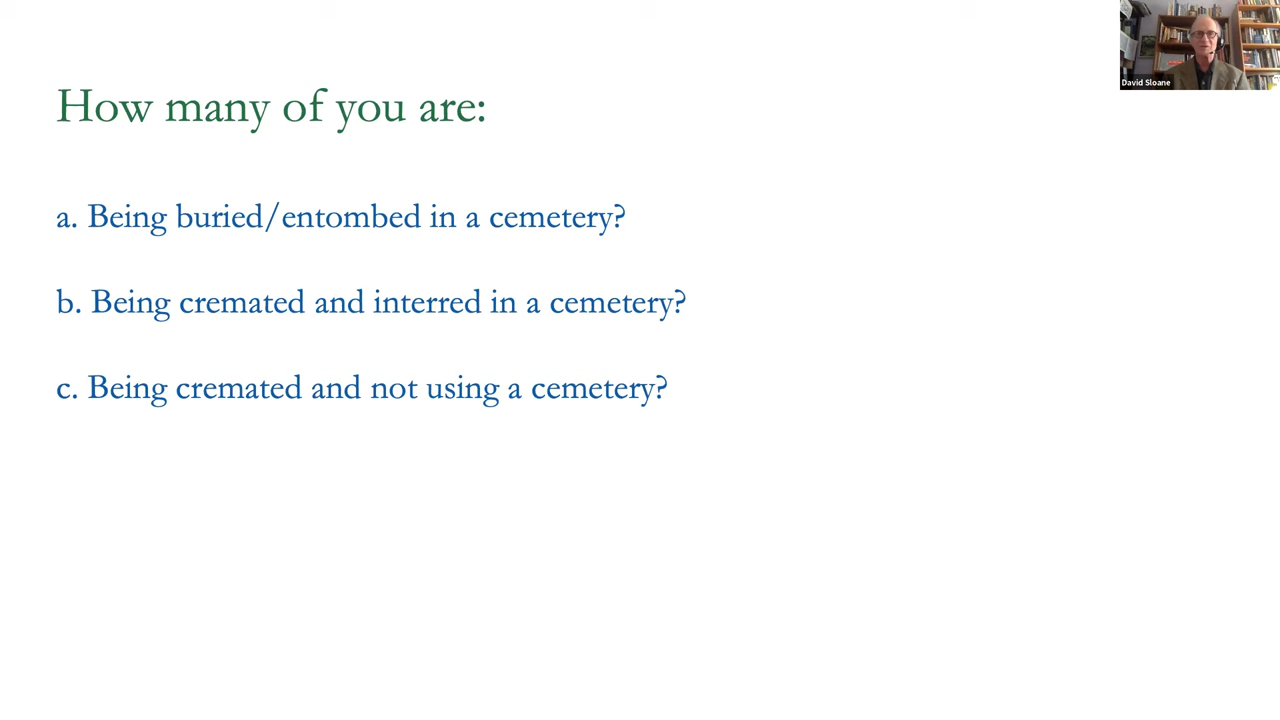 David Sloane
How many of you are:
a. Being buried/entombed in a cemetery?
b. Being cremated and interred in a cemetery?
c. Being cremated and not using a cemetery?